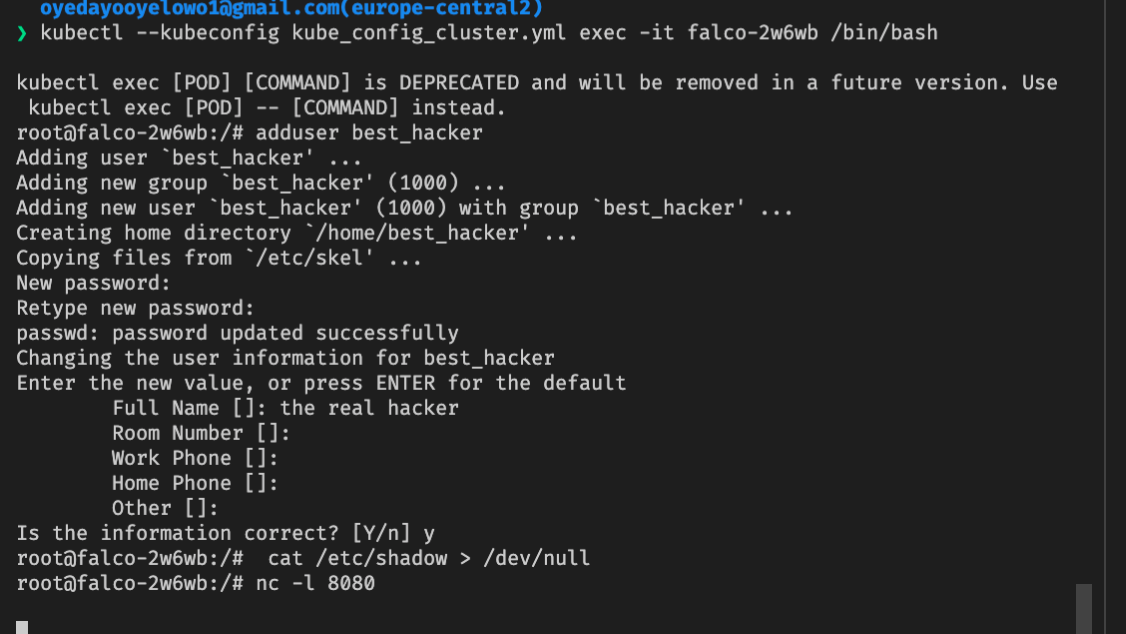 oyedayooyelowo1@gmail.com(europe-central2)
❯ kubectl --kubeconfig kube_config_cluster.yml exec -it falco-2w6wb /bin/bash
kubectl exec [POD] [COMMAND] is DEPRECATED and will be removed in a future version. Use
kubectl exec [POD] -- [COMMAND] instead.
root@falco-2w6wb:/# adduser best_hacker
Adding user `best_hacker' ...
Adding new group `best_hacker' (1000) ...
Adding new user `best_hacker' (1000) with group `best_hacker' ...
Creating home directory `/home/best_hacker' ...
Copying files from `/etc/skel' ...
New password:
Retype new password:
passwd: password updated successfully
Changing the user information for best_hacker
Enter the new value, or press ENTER for the default
Full Name []: the real hacker
Room Number []:
Work Phone []:
Home Phone []:
Other []:
Is the information correct? [Y/n] y
root@falco-2w6wb:/#  cat /etc/shadow > /dev/null
root@falco-2w6wb:/# nc -l 8080